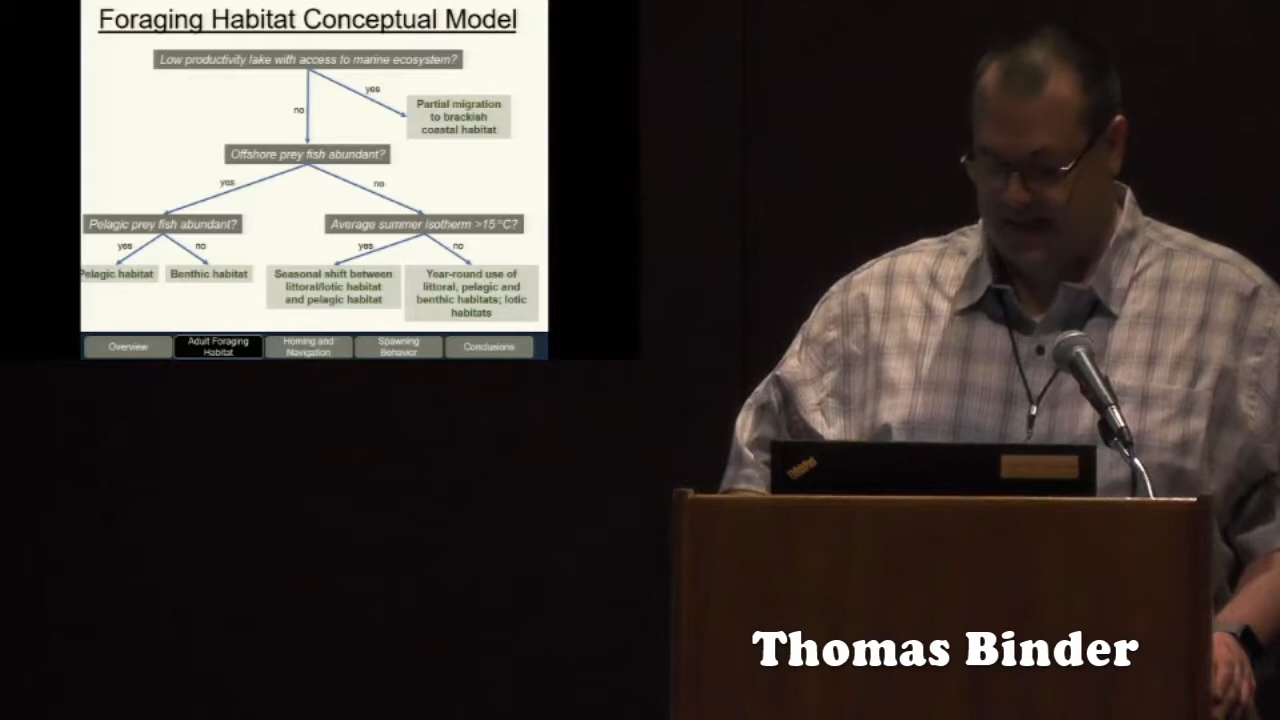 Foraging Habitat Conceptual Model
Low productivity lake with access to marine ecosystem?
yes
no
Partial migration
to brackish
coastal habitat
Offshore prey fish abundant?
yes
no
Pelagic prey fish abundant?
Average summer isotherm >15 °C?
yes
no
yes
no
Pelagic habitat
Benthic habitat
Seasonal shift between
littoral/lotic habitat
and pelagic habitat
Year-round use of
littoral, pelagic and
benthic habitats; lotic
habitats
Overview
Adult Foraging
Habitat
Homing and
Navigation
Spawning
Behavior
Conclusions
ThinkPad
Thomas Binder